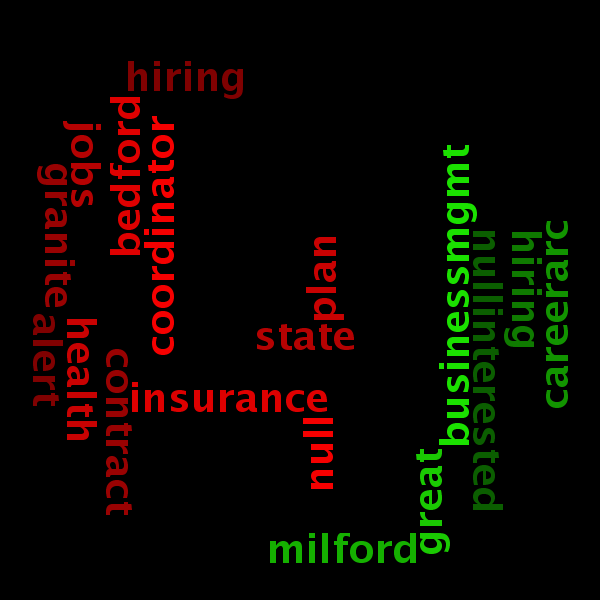 hiring
jobs
bedford
coordinator
granite
alert
health
contract
plan
state
insurance
null
businessmgmt
nullinterested
hiring
careerarc
great
milford